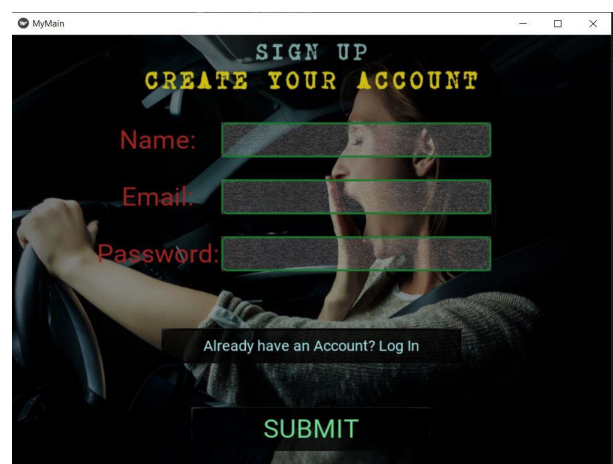 MyMain
SIGN UP
CREATE YOUR ACCOUNT
Name:
Email:
Password:
Already have an Account? Log In
SUBMIT